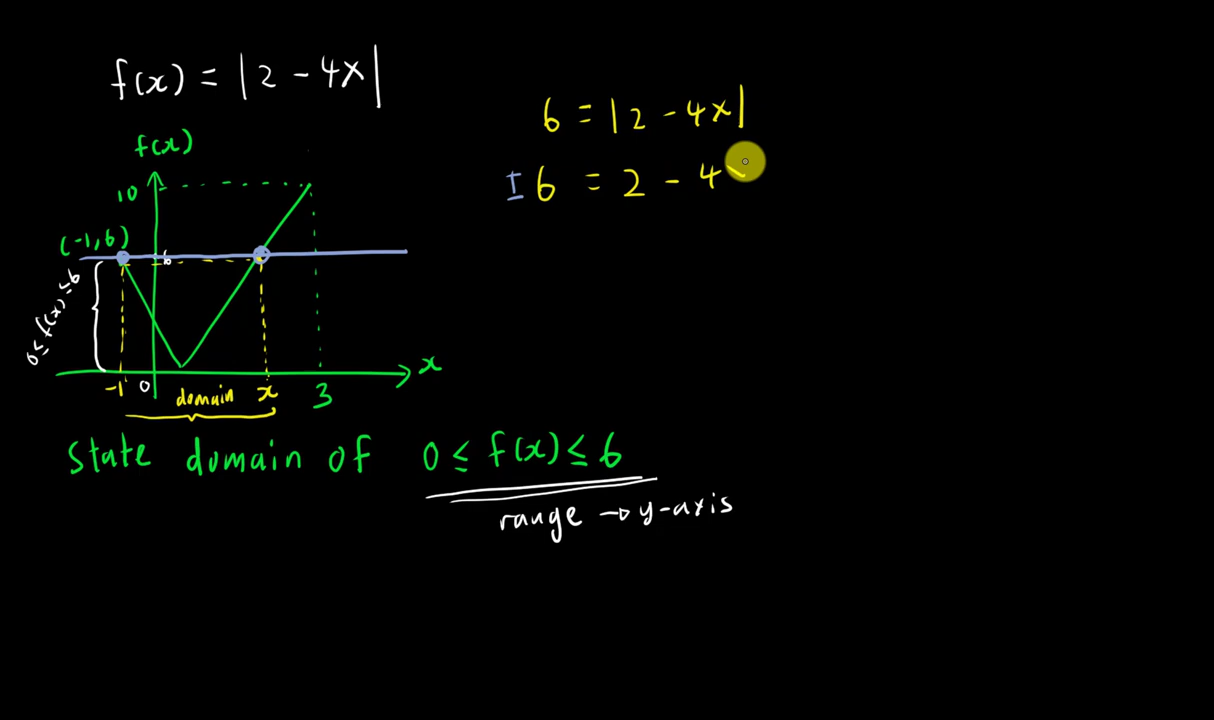 f(x) = |2 - 4x|
6 = |2 - 4x|
± 6 = 2 - 4
f(x)
10
(-1,6)
6
0≤ f(x) ≤6
x
-1
0
domain
x
3
State domain of 0 ≤ f(x) ≤ 6
range → y-axis